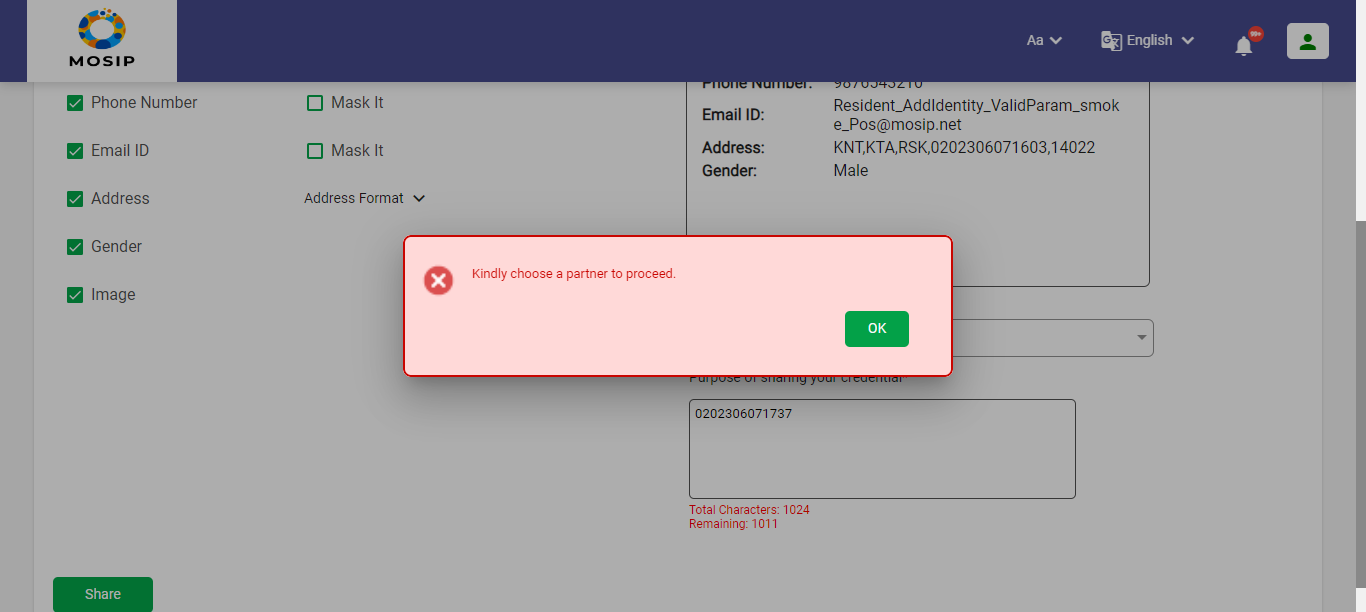 MOSIP
Aa
English
99+
Phone Number
Mask It
Email ID
Mask It
Address
Address Format
Gender
Image
Phone Number: 9876543210
Email ID: Resident_AddIdentity_ValidParam_smok
e_Pos@mosip.net
Address: KNT,KTA,RSK,0202306071603,14022
Gender: Male
Kindly choose a partner to proceed.
OK
Purpose of sharing your credential*
0202306071737
Total Characters: 1024
Remaining: 1011
Share